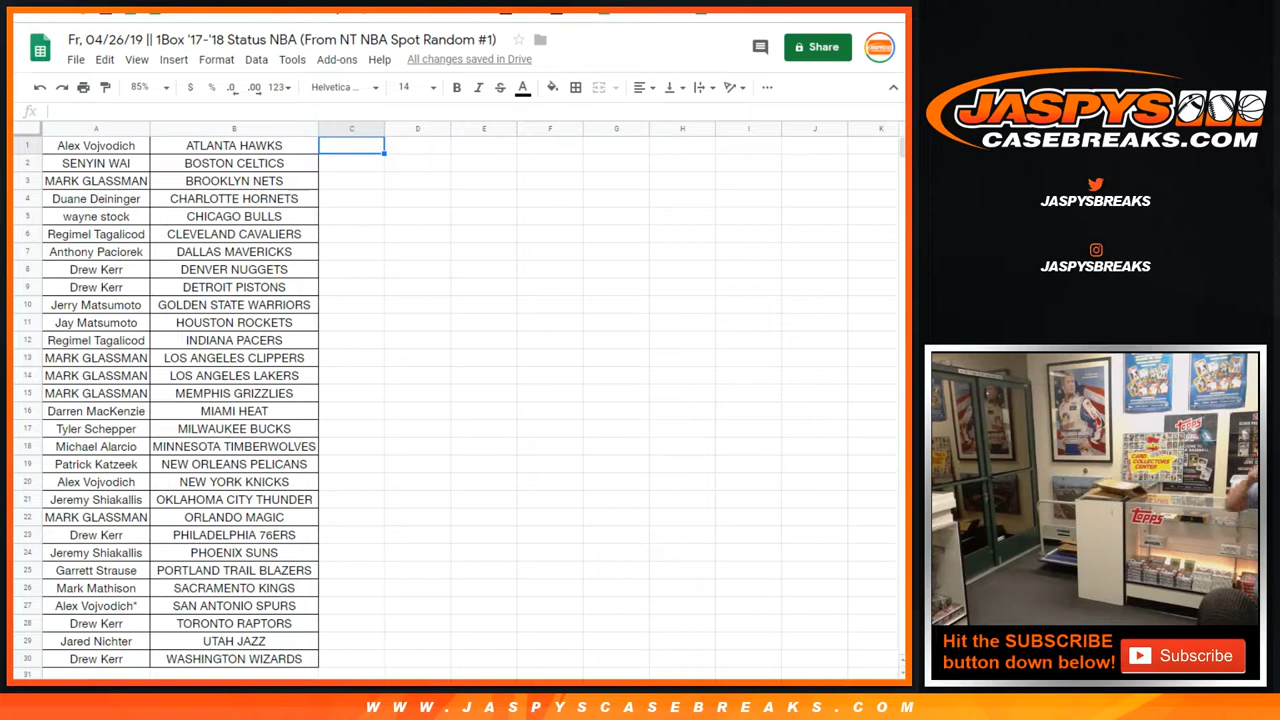 Fr, 04/26/19 || 1Box '17-'18 Status NBA (From NT NBA Spot Random #1)
File Edit View Insert Format Data Tools Add-ons Help All changes saved in Drive
Share
85% $ % .0 .00 123 Helvetica ... 14 B I S A
fx
A B C D E F G H I J K
1 Alex Vojvodich ATLANTA HAWKS
2 SENYIN WAI BOSTON CELTICS
3 MARK GLASSMAN BROOKLYN NETS
4 Duane Deininger CHARLOTTE HORNETS
5 wayne stock CHICAGO BULLS
6 Regimel Tagalicod CLEVELAND CAVALIERS
7 Anthony Paciorek DALLAS MAVERICKS
8 Drew Kerr DENVER NUGGETS
9 Drew Kerr DETROIT PISTONS
10 Jerry Matsumoto GOLDEN STATE WARRIORS
11 Jay Matsumoto HOUSTON ROCKETS
12 Regimel Tagalicod INDIANA PACERS
13 MARK GLASSMAN LOS ANGELES CLIPPERS
14 MARK GLASSMAN LOS ANGELES LAKERS
15 MARK GLASSMAN MEMPHIS GRIZZLIES
16 Darren MacKenzie MIAMI HEAT
17 Tyler Schepper MILWAUKEE BUCKS
18 Michael Alarcio MINNESOTA TIMBERWOLVES
19 Patrick Katzeek NEW ORLEANS PELICANS
20 Alex Vojvodich NEW YORK KNICKS
21 Jeremy Shiakallis OKLAHOMA CITY THUNDER
22 MARK GLASSMAN ORLANDO MAGIC
23 Drew Kerr PHILADELPHIA 76ERS
24 Jeremy Shiakallis PHOENIX SUNS
25 Garrett Strause PORTLAND TRAIL BLAZERS
26 Mark Mathison SACRAMENTO KINGS
27 Alex Vojvodich* SAN ANTONIO SPURS
28 Drew Kerr TORONTO RAPTORS
29 Jared Nichter UTAH JAZZ
30 Drew Kerr WASHINGTON WIZARDS
31
JASPYS
CASEBREAKS.COM
JASPYSBREAKS
JASPYSBREAKS
CARD COLLECTORS CENTER
Topps
Topps
Hit the SUBSCRIBE
button down below!
Subscribe
WWW.JASPYSCASEBREAKS.COM